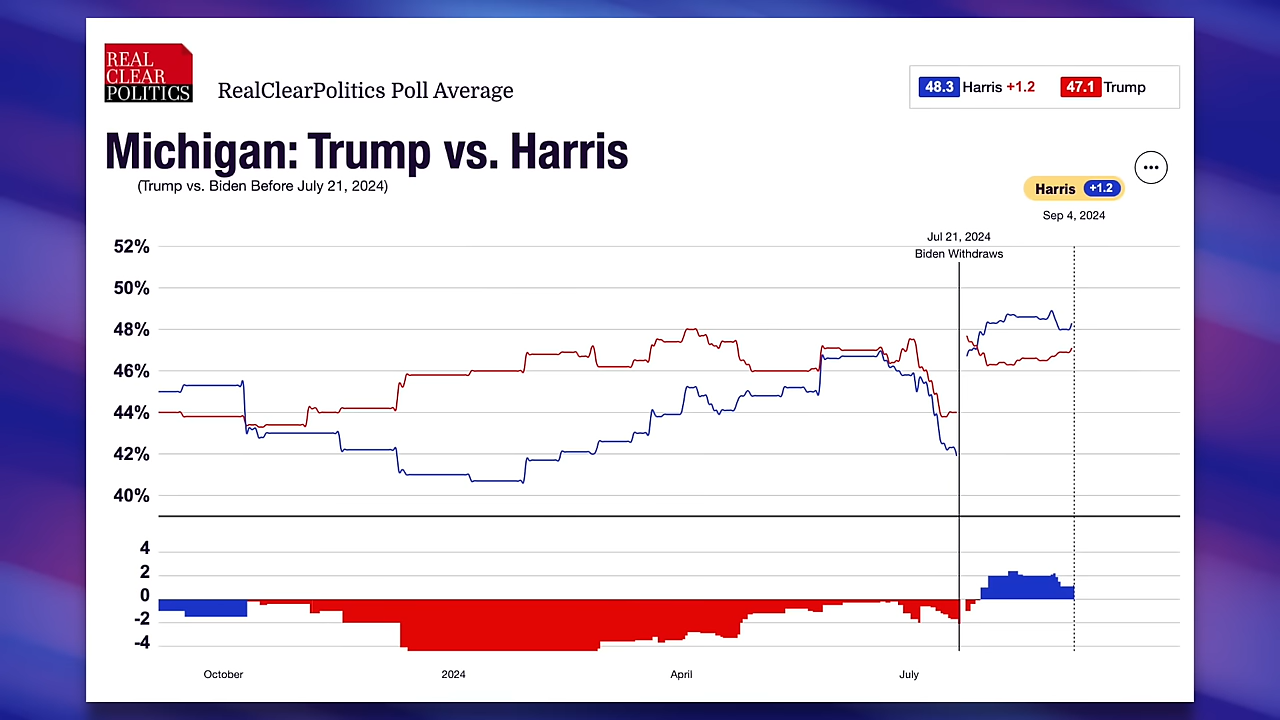 REAL
CLEAR
POLITICS
RealClearPolitics Poll Average
48.3 Harris +1.2 47.1 Trump
Michigan: Trump vs. Harris
(Trump vs. Biden Before July 21, 2024)
Harris +1.2
Sep 4, 2024
Jul 21, 2024
Biden Withdraws
52%
50%
48%
46%
44%
42%
40%
4
2
0
-2
-4
October 2024 April July